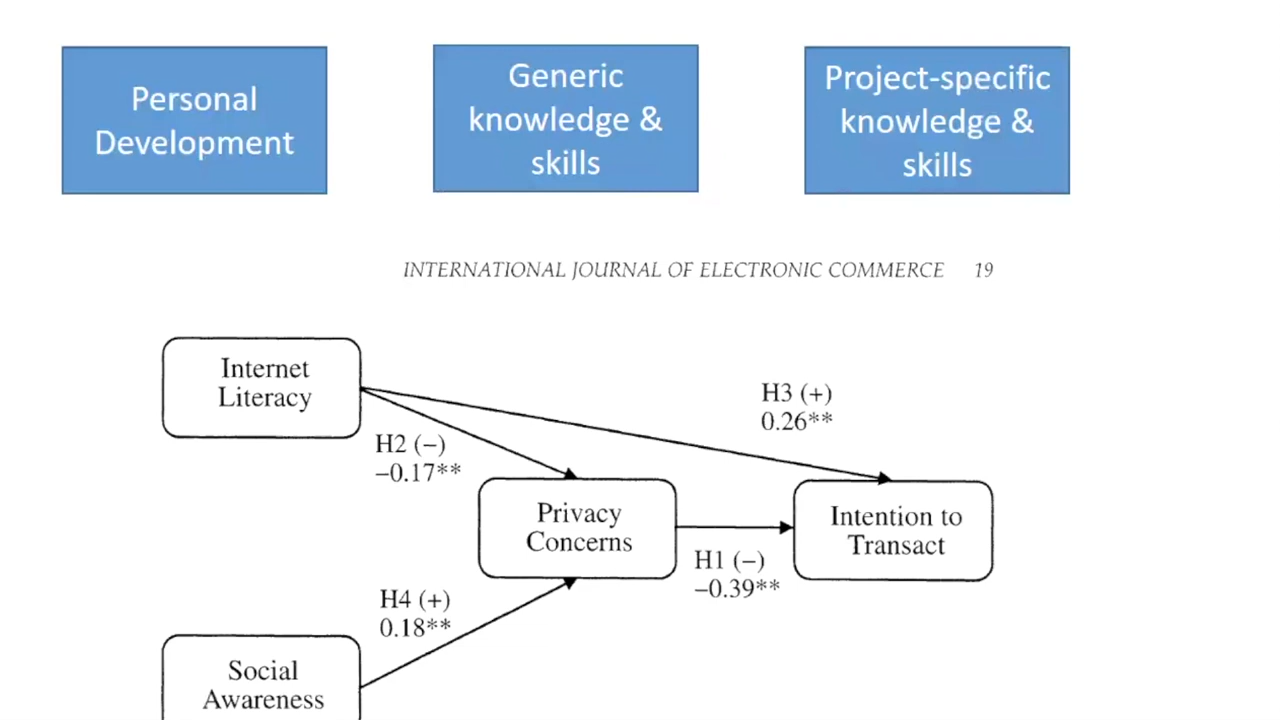 Personal
Development
Generic
knowledge &
skills
Project-specific
knowledge &
skills
INTERNATIONAL JOURNAL OF ELECTRONIC COMMERCE 19
Internet
Literacy
H3 (+)
0.26**
H2 (–)
–0.17**
Privacy
Concerns
Intention to
Transact
H1 (–)
–0.39**
H4 (+)
0.18**
Social
Awareness